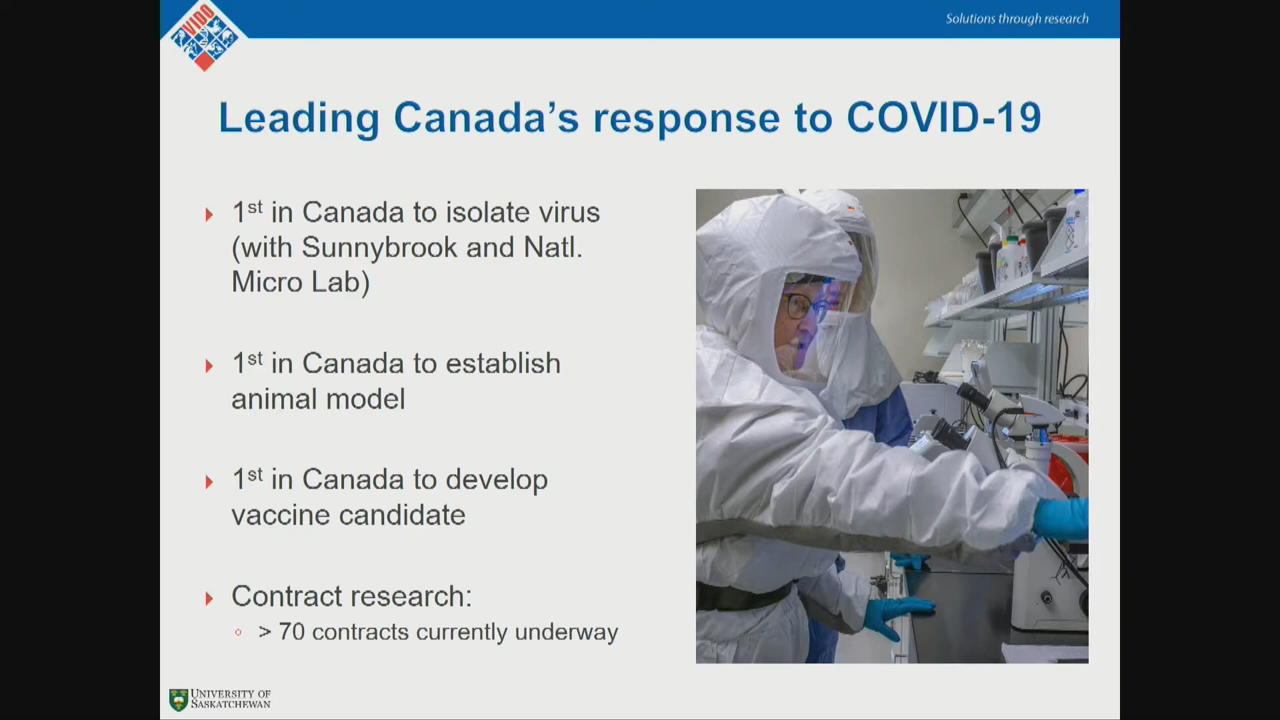 VIDO
Solutions through research
Leading Canada's response to COVID-19
1st in Canada to isolate virus
(with Sunnybrook and Natl.
Micro Lab)
1st in Canada to establish
animal model
1st in Canada to develop
vaccine candidate
Contract research:
> 70 contracts currently underway
UNIVERSITY OF
SASKATCHEWAN